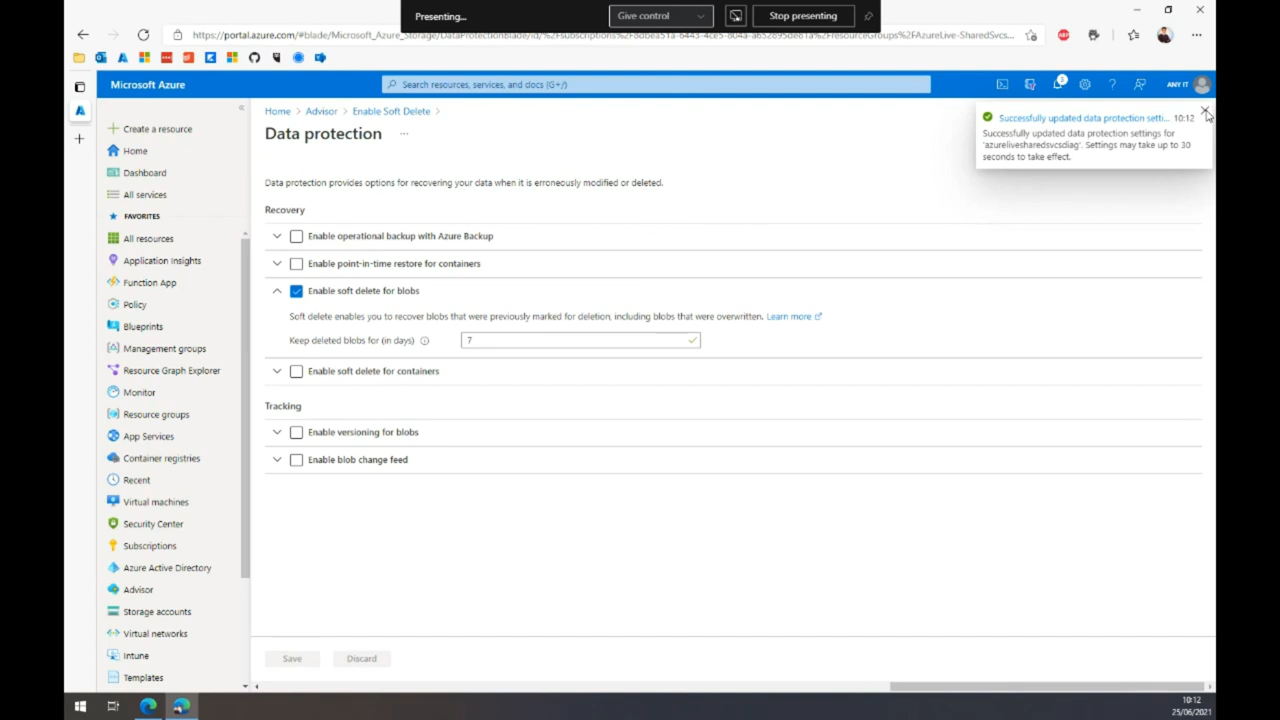 Presenting...
Give control
Stop presenting
Microsoft Azure
Search resources, services, and docs (G+/)
ANY IT
Home > Advisor > Enable Soft Delete >
Data protection ...
Successfully updated data protection setti... 10:12
Successfully updated data protection settings for
'azurelivesharedsvcsdiag'. Settings may take up to 30
seconds to take effect.
Create a resource
Home
Dashboard
All services
FAVORITES
All resources
Application Insights
Function App
Policy
Blueprints
Management groups
Resource Graph Explorer
Monitor
Resource groups
App Services
Container registries
Recent
Virtual machines
Security Center
Subscriptions
Azure Active Directory
Advisor
Storage accounts
Virtual networks
Intune
Templates
Data protection provides options for recovering your data when it is erroneously modified or deleted.
Recovery
Enable operational backup with Azure Backup
Enable point-in-time restore for containers
Enable soft delete for blobs
Soft delete enables you to recover blobs that were previously marked for deletion, including blobs that were overwritten. Learn more
Keep deleted blobs for (in days) 7
Enable soft delete for containers
Tracking
Enable versioning for blobs
Enable blob change feed
Save
Discard
10:12
25/06/2021